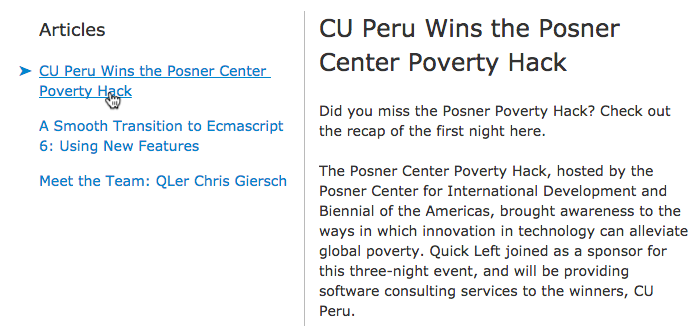 Articles
CU Peru Wins the Posner Center
Poverty Hack
A Smooth Transition to Ecmascript
6: Using New Features
Meet the Team: QLer Chris Giersch
CU Peru Wins the Posner
Center Poverty Hack
Did you miss the Posner Poverty Hack? Check out
the recap of the first night here.
The Posner Center Poverty Hack, hosted by the
Posner Center for International Development and
Biennial of the Americas, brought awareness to the
ways in which innovation in technology can alleviate
global poverty. Quick Left joined as a sponsor for
this three-night event, and will be providing
software consulting services to the winners, CU
Peru.